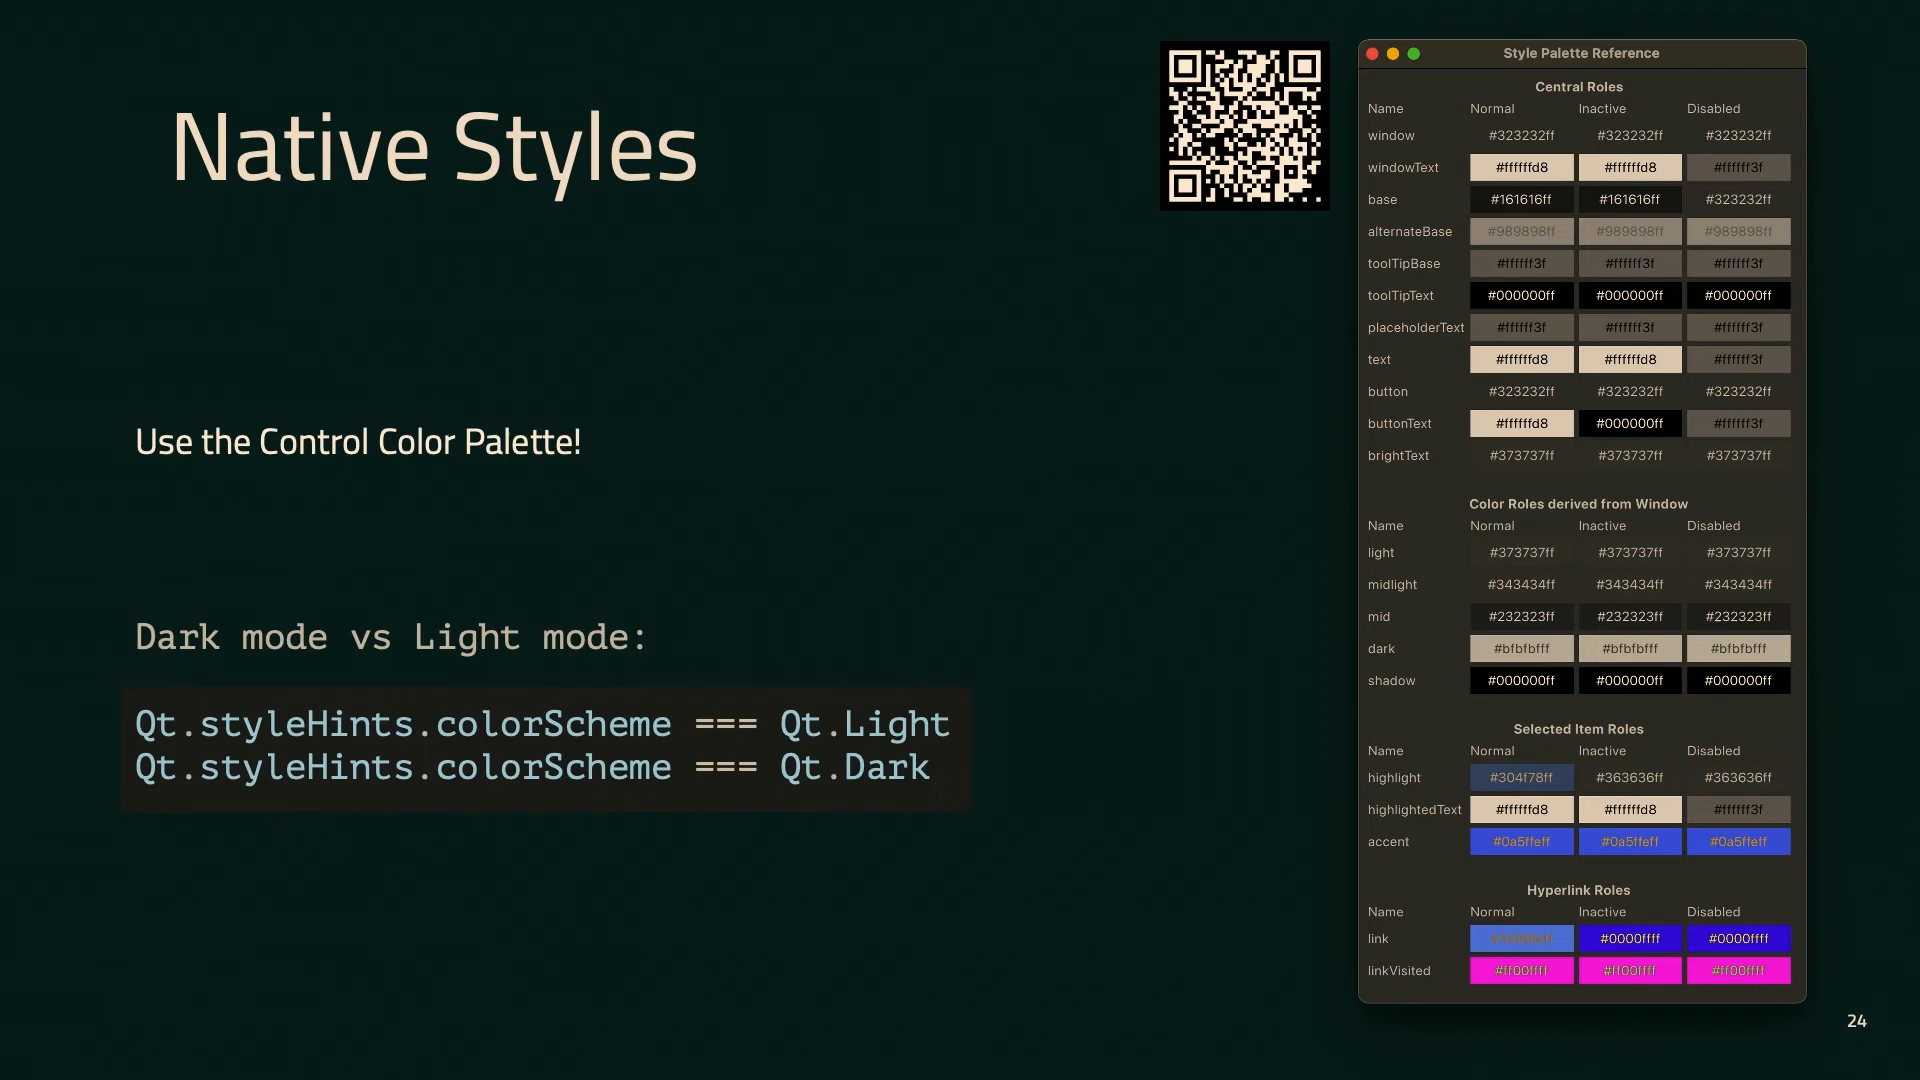 Native Styles
Use the Control Color Palette!
Dark mode vs Light mode:
Qt.styleHints.colorScheme === Qt.Light
Qt.styleHints.colorScheme === Qt.Dark
Style Palette Reference
Central Roles
Name Normal Inactive Disabled
window #323232ff #323232ff #323232ff
windowText #ffffffd8 #ffffffd8 #ffffff3f
base #161616ff #161616ff #323232ff
alternateBase #989898ff #989898ff #989898ff
toolTipBase #ffffff3f #ffffff3f #ffffff3f
toolTipText #000000ff #000000ff #000000ff
placeholderText #ffffff3f #ffffff3f #ffffff3f
text #ffffffd8 #ffffffd8 #ffffff3f
button #323232ff #323232ff #323232ff
buttonText #ffffffd8 #000000ff #ffffff3f
brightText #373737ff #373737ff #373737ff
Color Roles derived from Window
Name Normal Inactive Disabled
light #373737ff #373737ff #373737ff
midlight #343434ff #343434ff #343434ff
mid #232323ff #232323ff #232323ff
dark #bfbfbfff #bfbfbfff #bfbfbfff
shadow #000000ff #000000ff #000000ff
Selected Item Roles
Name Normal Inactive Disabled
highlight #304f78ff #363636ff #363636ff
highlightedText #ffffffd8 #ffffffd8 #ffffff3f
accent #0a5ffeff #0a5ffeff #0a5ffeff
Hyperlink Roles
Name Normal Inactive Disabled
link #0000ffff #0000ffff
linkVisited #ff00ffff #ff00ffff #ff00ffff
24